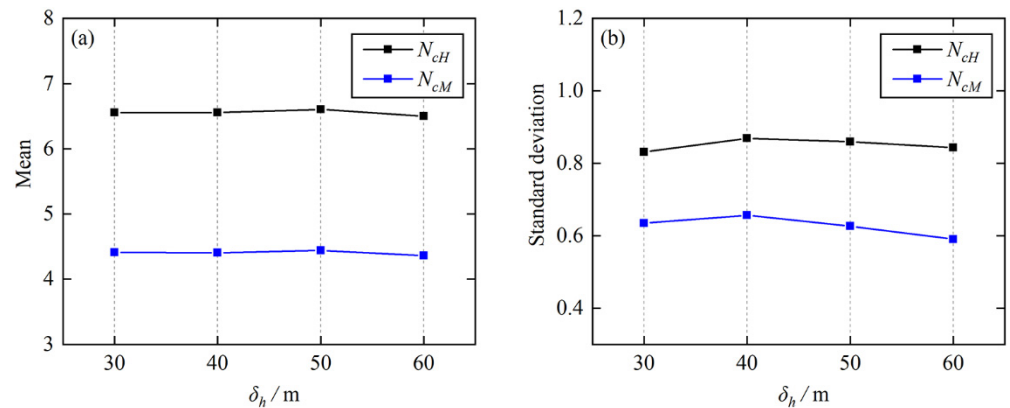 (a)
N_cH
N_cM
8
7
6
5
4
3
Mean
30 40 50 60
δ_h / m
(b)
N_cH
N_cM
1.2
1.0
0.8
0.6
0.4
Standard deviation
30 40 50 60
δ_h / m